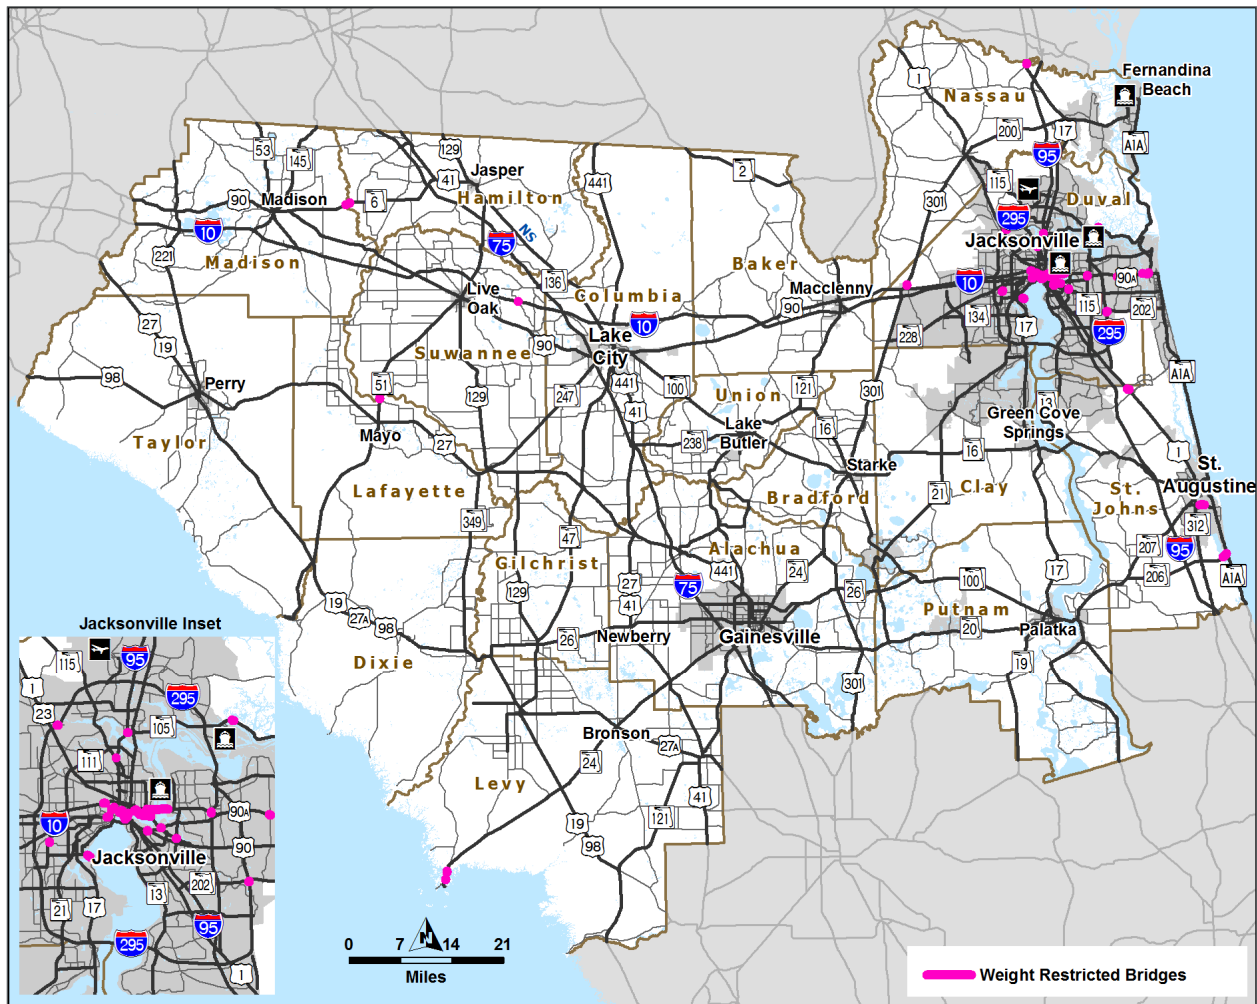 Fernandina
Beach
1
Nassau
200
17
A1A
95
53
145
129
Jasper
41
Hamilton
441
2
115
Duval
90
Madison
6
301
295
NS
10
75
Jacksonville
221
Madison
136
Baker
Macclenny
10
90A
Live
Oak
Columbia
10
90
134
115
202
27
19
Suwannee
90
Lake
City
228
17
295
98
Perry
51
129
247
441
41
100
Union
121
301
A1A
13
Green Cove
Springs
Taylor
Mayo
27
238
Lake
Butler
16
Starke
16
1
St.
Augustine
Lafayette
349
Bradford
21
Clay
St.
Johns
312
47
Alachua
207
95
Gilchrist
441
24
100
17
206
A1A
129
27
41
75
26
Putnam
19
27A
98
26
Newberry
Gainesville
20
Palatka
Dixie
19
301
Bronson
27A
24
Levy
41
121
19
98
Jacksonville Inset
115
95
1
295
23
105
111
10
90A
90
Jacksonville
202
13
21
17
95
295
1
N
0 7 14 21
Miles
Weight Restricted Bridges